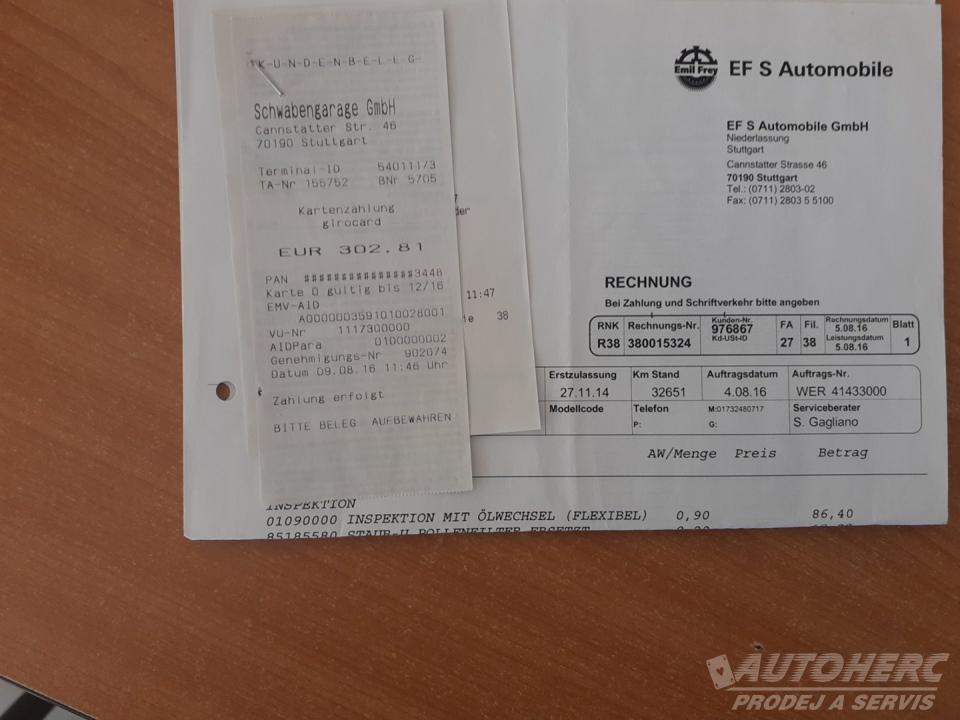 K-U-N-D-E-N-B-E-L-E-G-
Schwabengarage GmbH
Cannstatter Str. 46
70190 Stuttgart
Terminal-ID 540111/3
TA-Nr 155752 BNr 5705
Kartenzahlung
girocard
EUR 302.81
PAN ###############3448
Karte 0 gültig bis 12/16
EMV-AID
A0000003591010028001
VU-Nr 1117300000
AIDPara 0100000002
Genehmigungs-Nr 902074
Datum 09.08.16 11:46 Uhr
Zahlung erfolgt
BITTE BELEG AUFBEWAHREN
11:47
38
Emil Frey
EF S Automobile
EF S Automobile GmbH
Niederlassung
Stuttgart
Cannstatter Strasse 46
70190 Stuttgart
Tel.: (0711) 2803-02
Fax: (0711) 2803 5 5100
RECHNUNG
Bei Zahlung und Schriftverkehr bitte angeben
RNK Rechnungs-Nr. Kunden-Nr. FA Fil. Rechnungsdatum Blatt
R38 380015324 976867 Kd-USt-ID 27 38 5.08.16 Leistungsdatum 5.08.16 1
Erstzulassung Km Stand Auftragsdatum Auftrags-Nr.
27.11.14 32651 4.08.16 WER 41433000
Modellcode Telefon M:01732480717 Serviceberater
P: G: S. Gagliano
AW/Menge Preis Betrag
INSPEKTION
01090000 INSPEKTION MIT ÖLWECHSEL (FLEXIBEL) 0,90 86,40
85185580 STAUB-U POLLENFILTER ERSETZT
AUTOHERC
PRODEJ A SERVIS